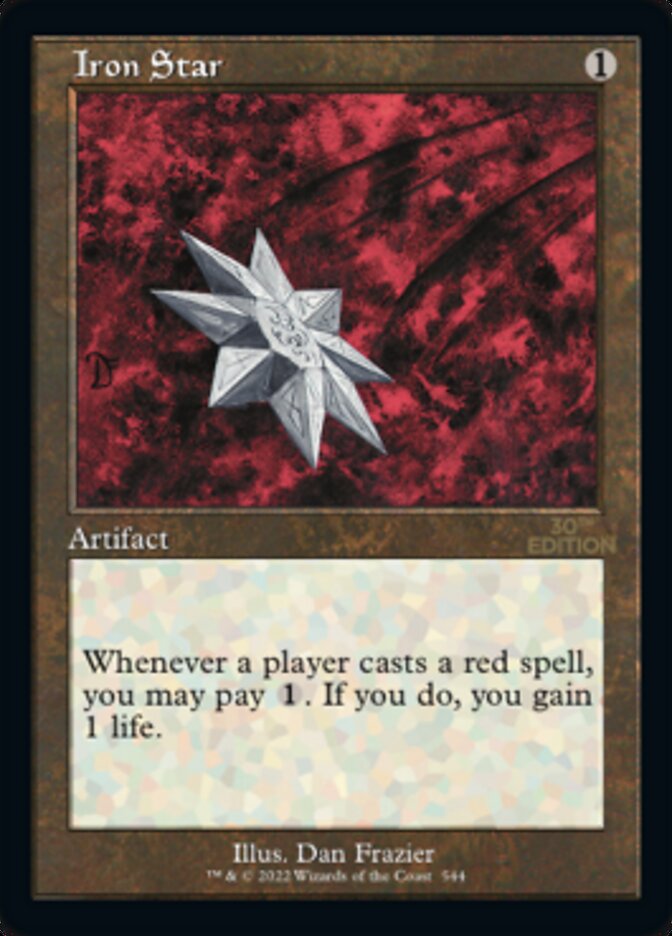 Iron Star 1
Artifact
30TH EDITION
Whenever a player casts a red spell,
you may pay 1. If you do, you gain
1 life.
Illus. Dan Frazier
™ & © 2022 Wizards of the Coast 544